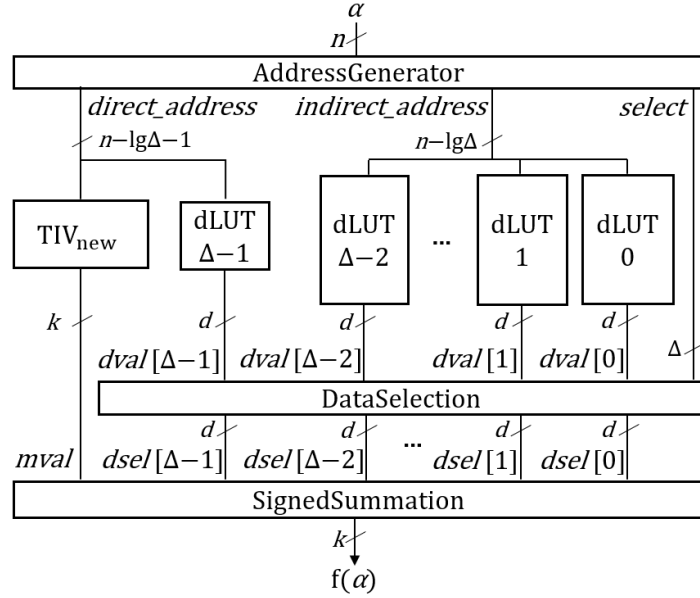 α
n
AddressGenerator
direct_address indirect_address select
n−lgΔ−1 n−lgΔ
TIVnew dLUT Δ−1 dLUT Δ−2 ... dLUT 1 dLUT 0
k d d d d Δ
dval [Δ−1] dval [Δ−2] dval [1] dval [0]
DataSelection
d d ... d d
mval dsel [Δ−1] dsel [Δ−2] dsel [1] dsel [0]
SignedSummation
k
f(α)